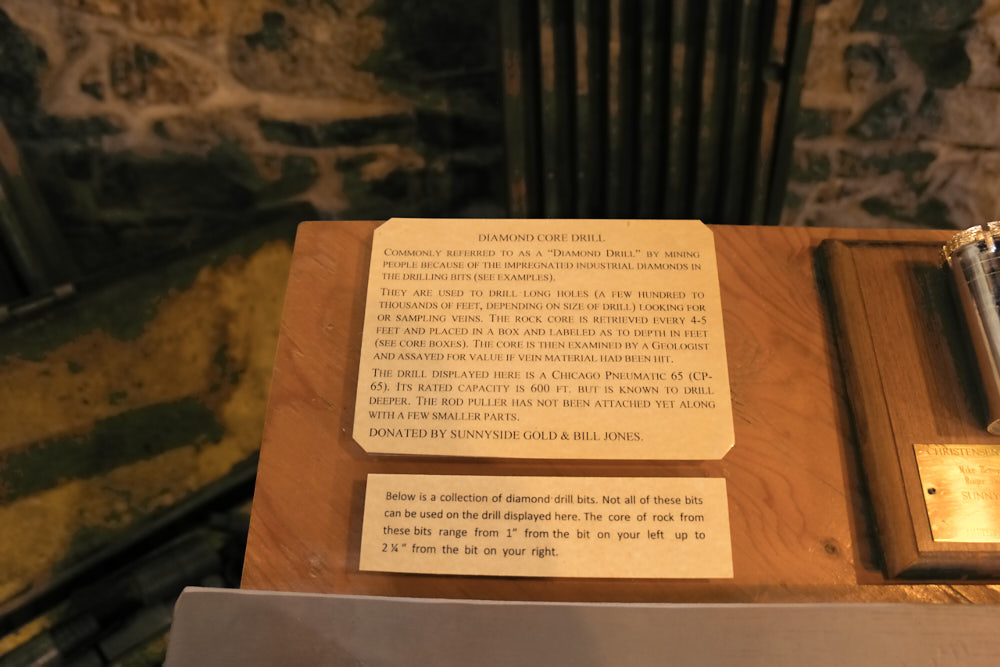 DIAMOND CORE DRILL
COMMONLY REFERRED TO AS A "DIAMOND DRILL" BY MINING
PEOPLE BECAUSE OF THE IMPREGNATED INDUSTRIAL DIAMONDS IN
THE DRILLING BITS (SEE EXAMPLES).
THEY ARE USED TO DRILL LONG HOLES (A FEW HUNDRED TO
THOUSANDS OF FEET, DEPENDING ON SIZE OF DRILL) LOOKING FOR
OR SAMPLING VEINS. THE ROCK CORE IS RETRIEVED EVERY 4-5
FEET AND PLACED IN A BOX AND LABELED AS TO DEPTH IN FEET
(SEE CORE BOXES). THE CORE IS THEN EXAMINED BY A GEOLOGIST
AND ASSAYED FOR VALUE IF VEIN MATERIAL HAD BEEN HIT.
THE DRILL DISPLAYED HERE IS A CHICAGO PNEUMATIC 65 (CP-
65). ITS RATED CAPACITY IS 600 FT. BUT IS KNOWN TO DRILL
DEEPER. THE ROD PULLER HAS NOT BEEN ATTACHED YET ALONG
WITH A FEW SMALLER PARTS.
DONATED BY SUNNYSIDE GOLD & BILL JONES.
Below is a collection of diamond drill bits. Not all of these bits
can be used on the drill displayed here. The core of rock from
these bits range from 1" from the bit on your left up to
2 ¼ " from the bit on your right.
CHRISTENSEN
Mike
SUNNY